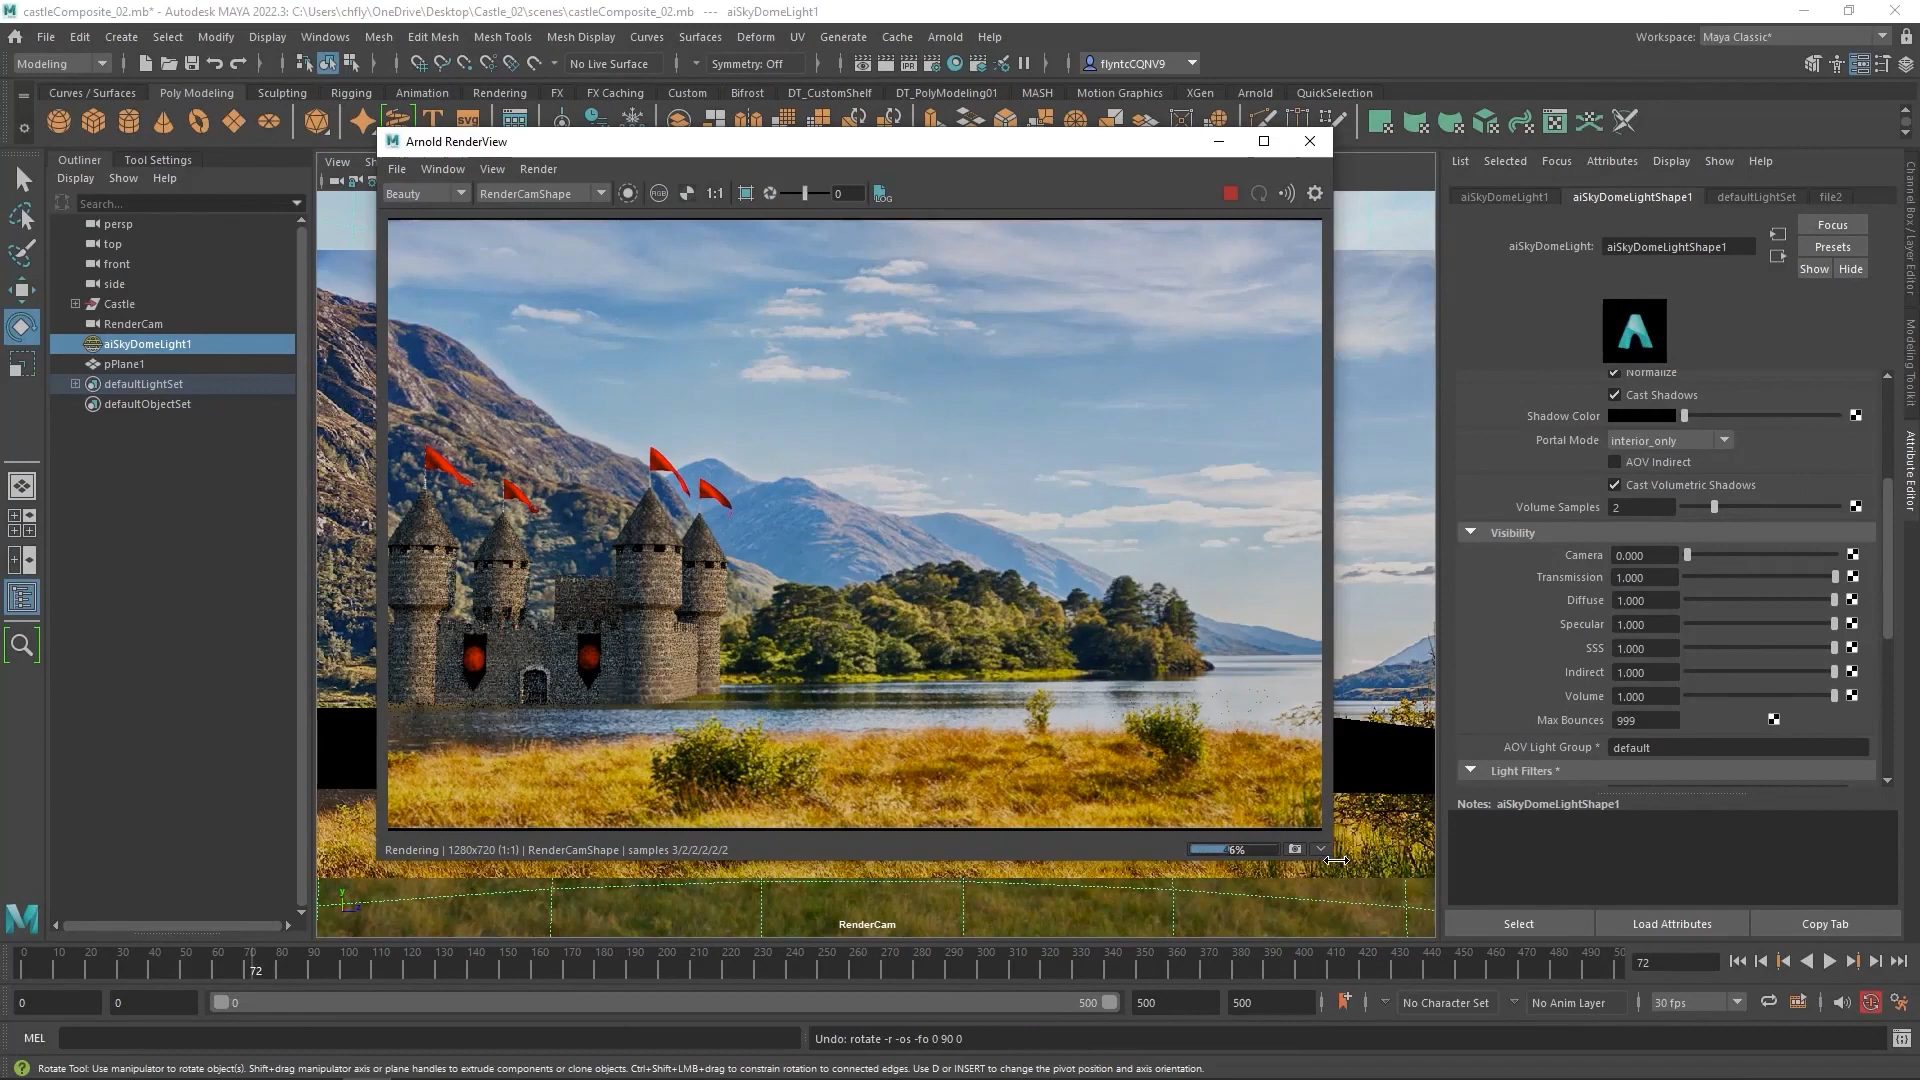 castleComposite_02.mb* - Autodesk MAYA 2022.3: C:\Users\chfly\OneDrive\Desktop\Castle_02\scenes\castleComposite_02.mb --- aiSkyDomeLight1
File Edit Create Select Modify Display Windows Mesh Edit Mesh Mesh Tools Mesh Display Curves Surfaces Deform UV Generate Cache Arnold Help
Workspace: Maya Classic*
Modeling No Live Surface Symmetry: Off IPR flyntcCQNV9
Curves / Surfaces Poly Modeling Sculpting Rigging Animation Rendering FX FX Caching Custom Bifrost DT_CustomShelf DT_PolyModeling01 MASH Motion Graphics XGen Arnold QuickSelection
SVG
Arnold RenderView
File Window View Render
Beauty RenderCamShape RGB 1:1 0 LOG
Rendering | 1280x720 (1:1) | RenderCamShape | samples 3/2/2/2/2/2
Outliner Tool Settings
Display Show Help
Search...
persp
top
front
side
Castle
RenderCam
aiSkyDomeLight1
pPlane1
defaultLightSet
defaultObjectSet
View
RenderCam
List Selected Focus Attributes Display Show Help
aiSkyDomeLight1 aiSkyDomeLightShape1 defaultLightSet file2
aiSkyDomeLight: aiSkyDomeLightShape1
Focus
Presets
Show Hide
Normalize
Cast Shadows
Shadow Color
Portal Mode interior_only
AOV Indirect
Cast Volumetric Shadows
Volume Samples 2
Visibility
Camera 0.000
Transmission 1.000
Diffuse 1.000
Specular 1.000
SSS 1.000
Indirect 1.000
Volume 1.000
Max Bounces 999
AOV Light Group * default
Light Filters *
Notes: aiSkyDomeLightShape1
Select Load Attributes Copy Tab
Channel Box / Layer Editor
Modeling Toolkit
Attribute Editor
0 10 20 30 40 50 60 70 80 90 100 110 120 130 140 150 160 170 180 190 200 210 220 230 240 250 260 270 280 290 300 310 320 330 340 350 360 370 380 390 400 410 420 430 440 450 460 470 480 490
72
72
0 0 0 500 500 500 No Character Set No Anim Layer 30 fps
MEL Undo: rotate -r -os -fo 0 90 0
Rotate Tool: Use manipulator to rotate object(s). Shift+drag manipulator axis or plane handles to extrude components or clone objects. Ctrl+Shift+LMB+drag to constrain rotation to connected edges. Use D or INSERT to change the pivot position and axis orientation.